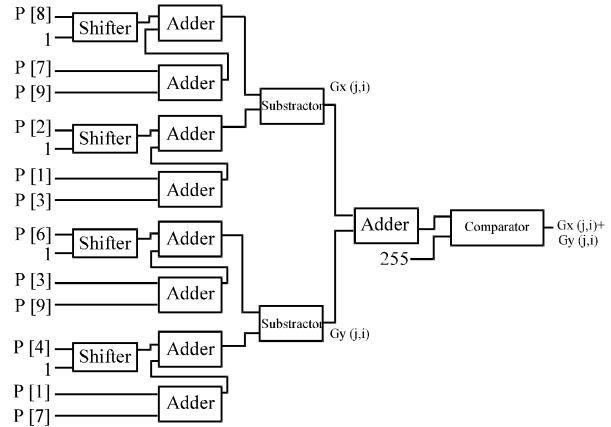 P [8]
1
Shifter
Adder
P [7]
P [9]
Adder
Gx (j,i)
Substractor
P [2]
1
Shifter
Adder
P [1]
P [3]
Adder
P [6]
1
Shifter
Adder
P [3]
P [9]
Adder
Substractor
Gy (j,i)
P [4]
1
Shifter
Adder
P [1]
P [7]
Adder
Adder
255
Comparator
Gx (j,i)+
Gy (j,i)